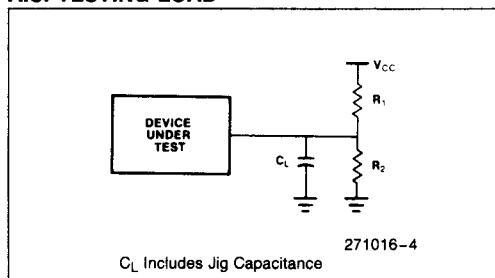 A.C. TESTING LOAD
VCC
R1
DEVICE
UNDER
TEST
CL
R2
271016-4
CL Includes Jig Capacitance